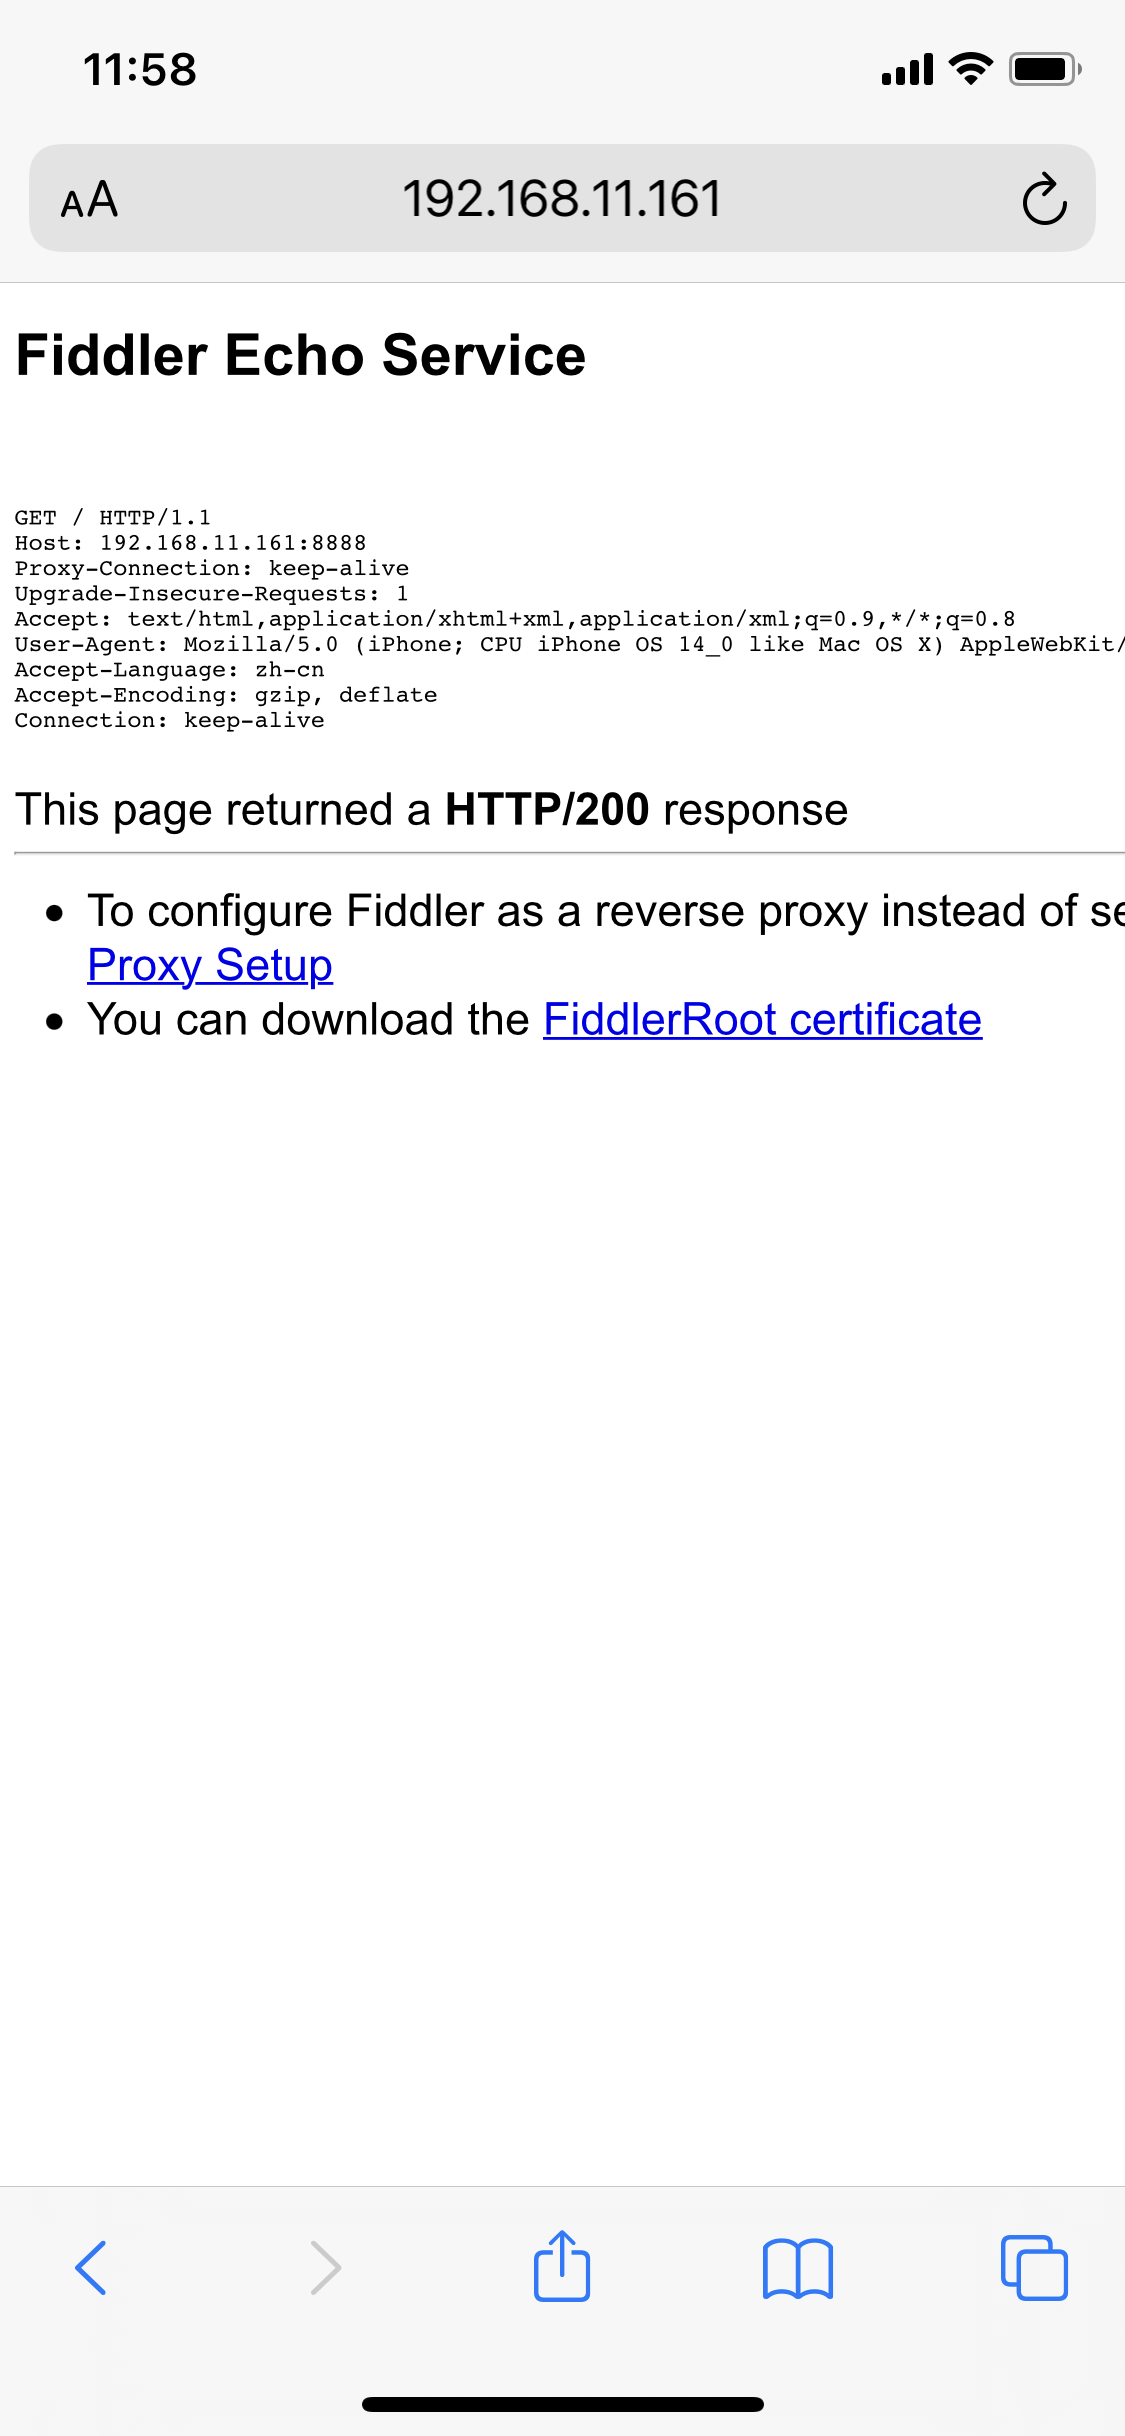 11:58
AA
192.168.11.161
Fiddler Echo Service
GET / HTTP/1.1
Host: 192.168.11.161:8888
Proxy-Connection: keep-alive
Upgrade-Insecure-Requests: 1
Accept: text/html,application/xhtml+xml,application/xml;q=0.9,*/*;q=0.8
User-Agent: Mozilla/5.0 (iPhone; CPU iPhone OS 14_0 like Mac OS X) AppleWebKit/
Accept-Language: zh-cn
Accept-Encoding: gzip, deflate
Connection: keep-alive
This page returned a HTTP/200 response
• To configure Fiddler as a reverse proxy instead of se
Proxy Setup
• You can download the FiddlerRoot certificate